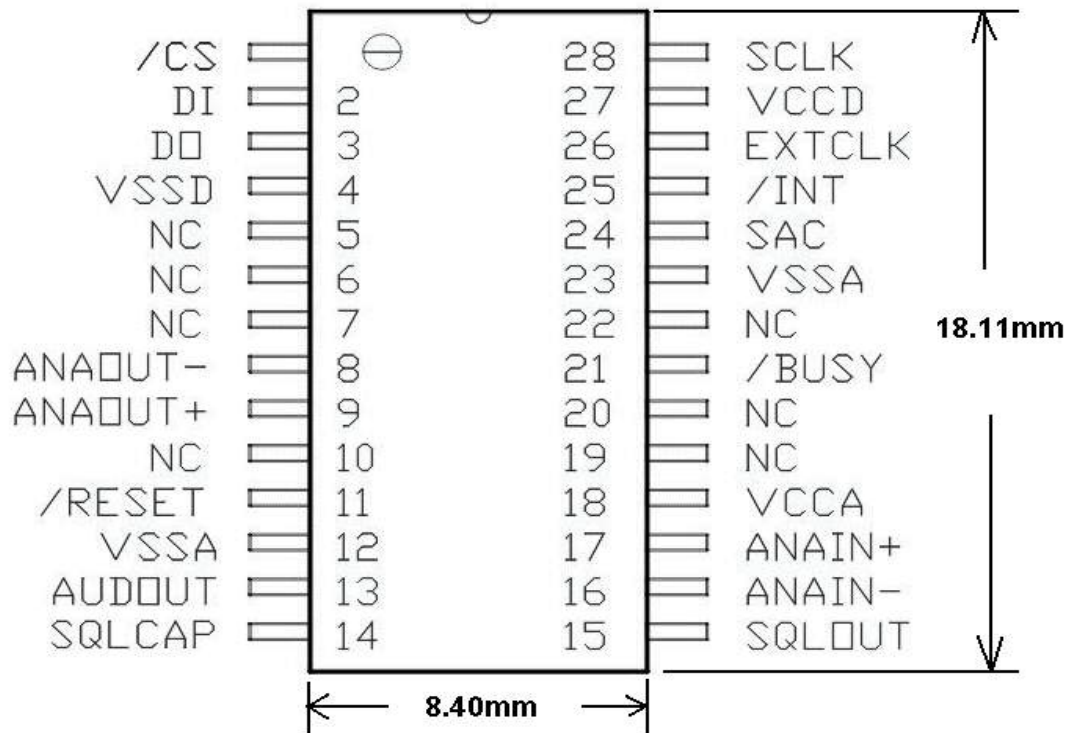 /CS 28 SCLK
DI 2 27 VCCD
DO 3 26 EXTCLK
VSSD 4 25 /INT
NC 5 24 SAC
NC 6 23 VSSA
NC 7 22 NC
18.11mm
ANAOUT- 8 21 /BUSY
ANAOUT+ 9 20 NC
NC 10 19 NC
/RESET 11 18 VCCA
VSSA 12 17 ANAIN+
AUDOUT 13 16 ANAIN-
SQLCAP 14 15 SQLOUT
8.40mm